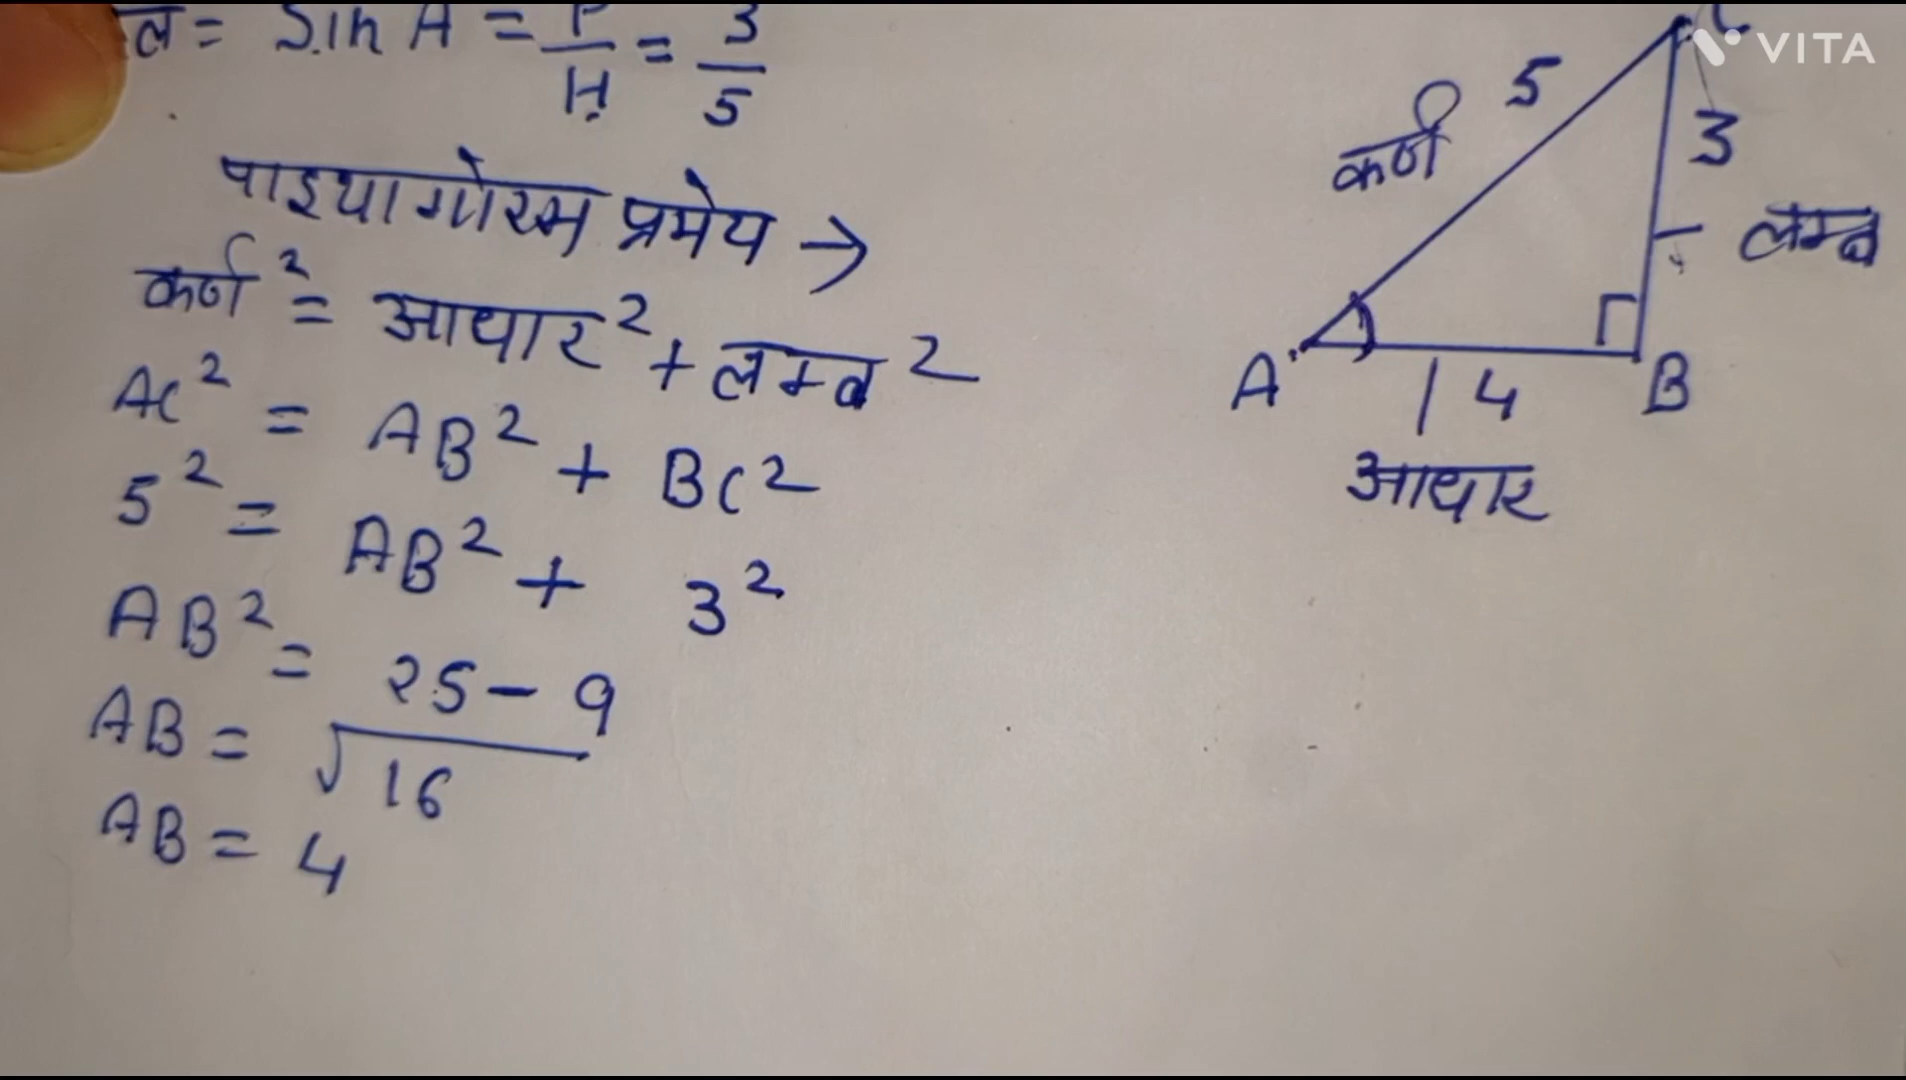 ल = Sin A = P/H = 3/5
पाइथागोरस प्रमेय →
कर्ण² = आधार² + लम्ब²
AC² = AB² + BC²
5² = AB² + 3²
AB² = 25 - 9
AB = √16
AB = 4
VITA
5
कर्ण
3
लम्ब
A
4
B
आधार